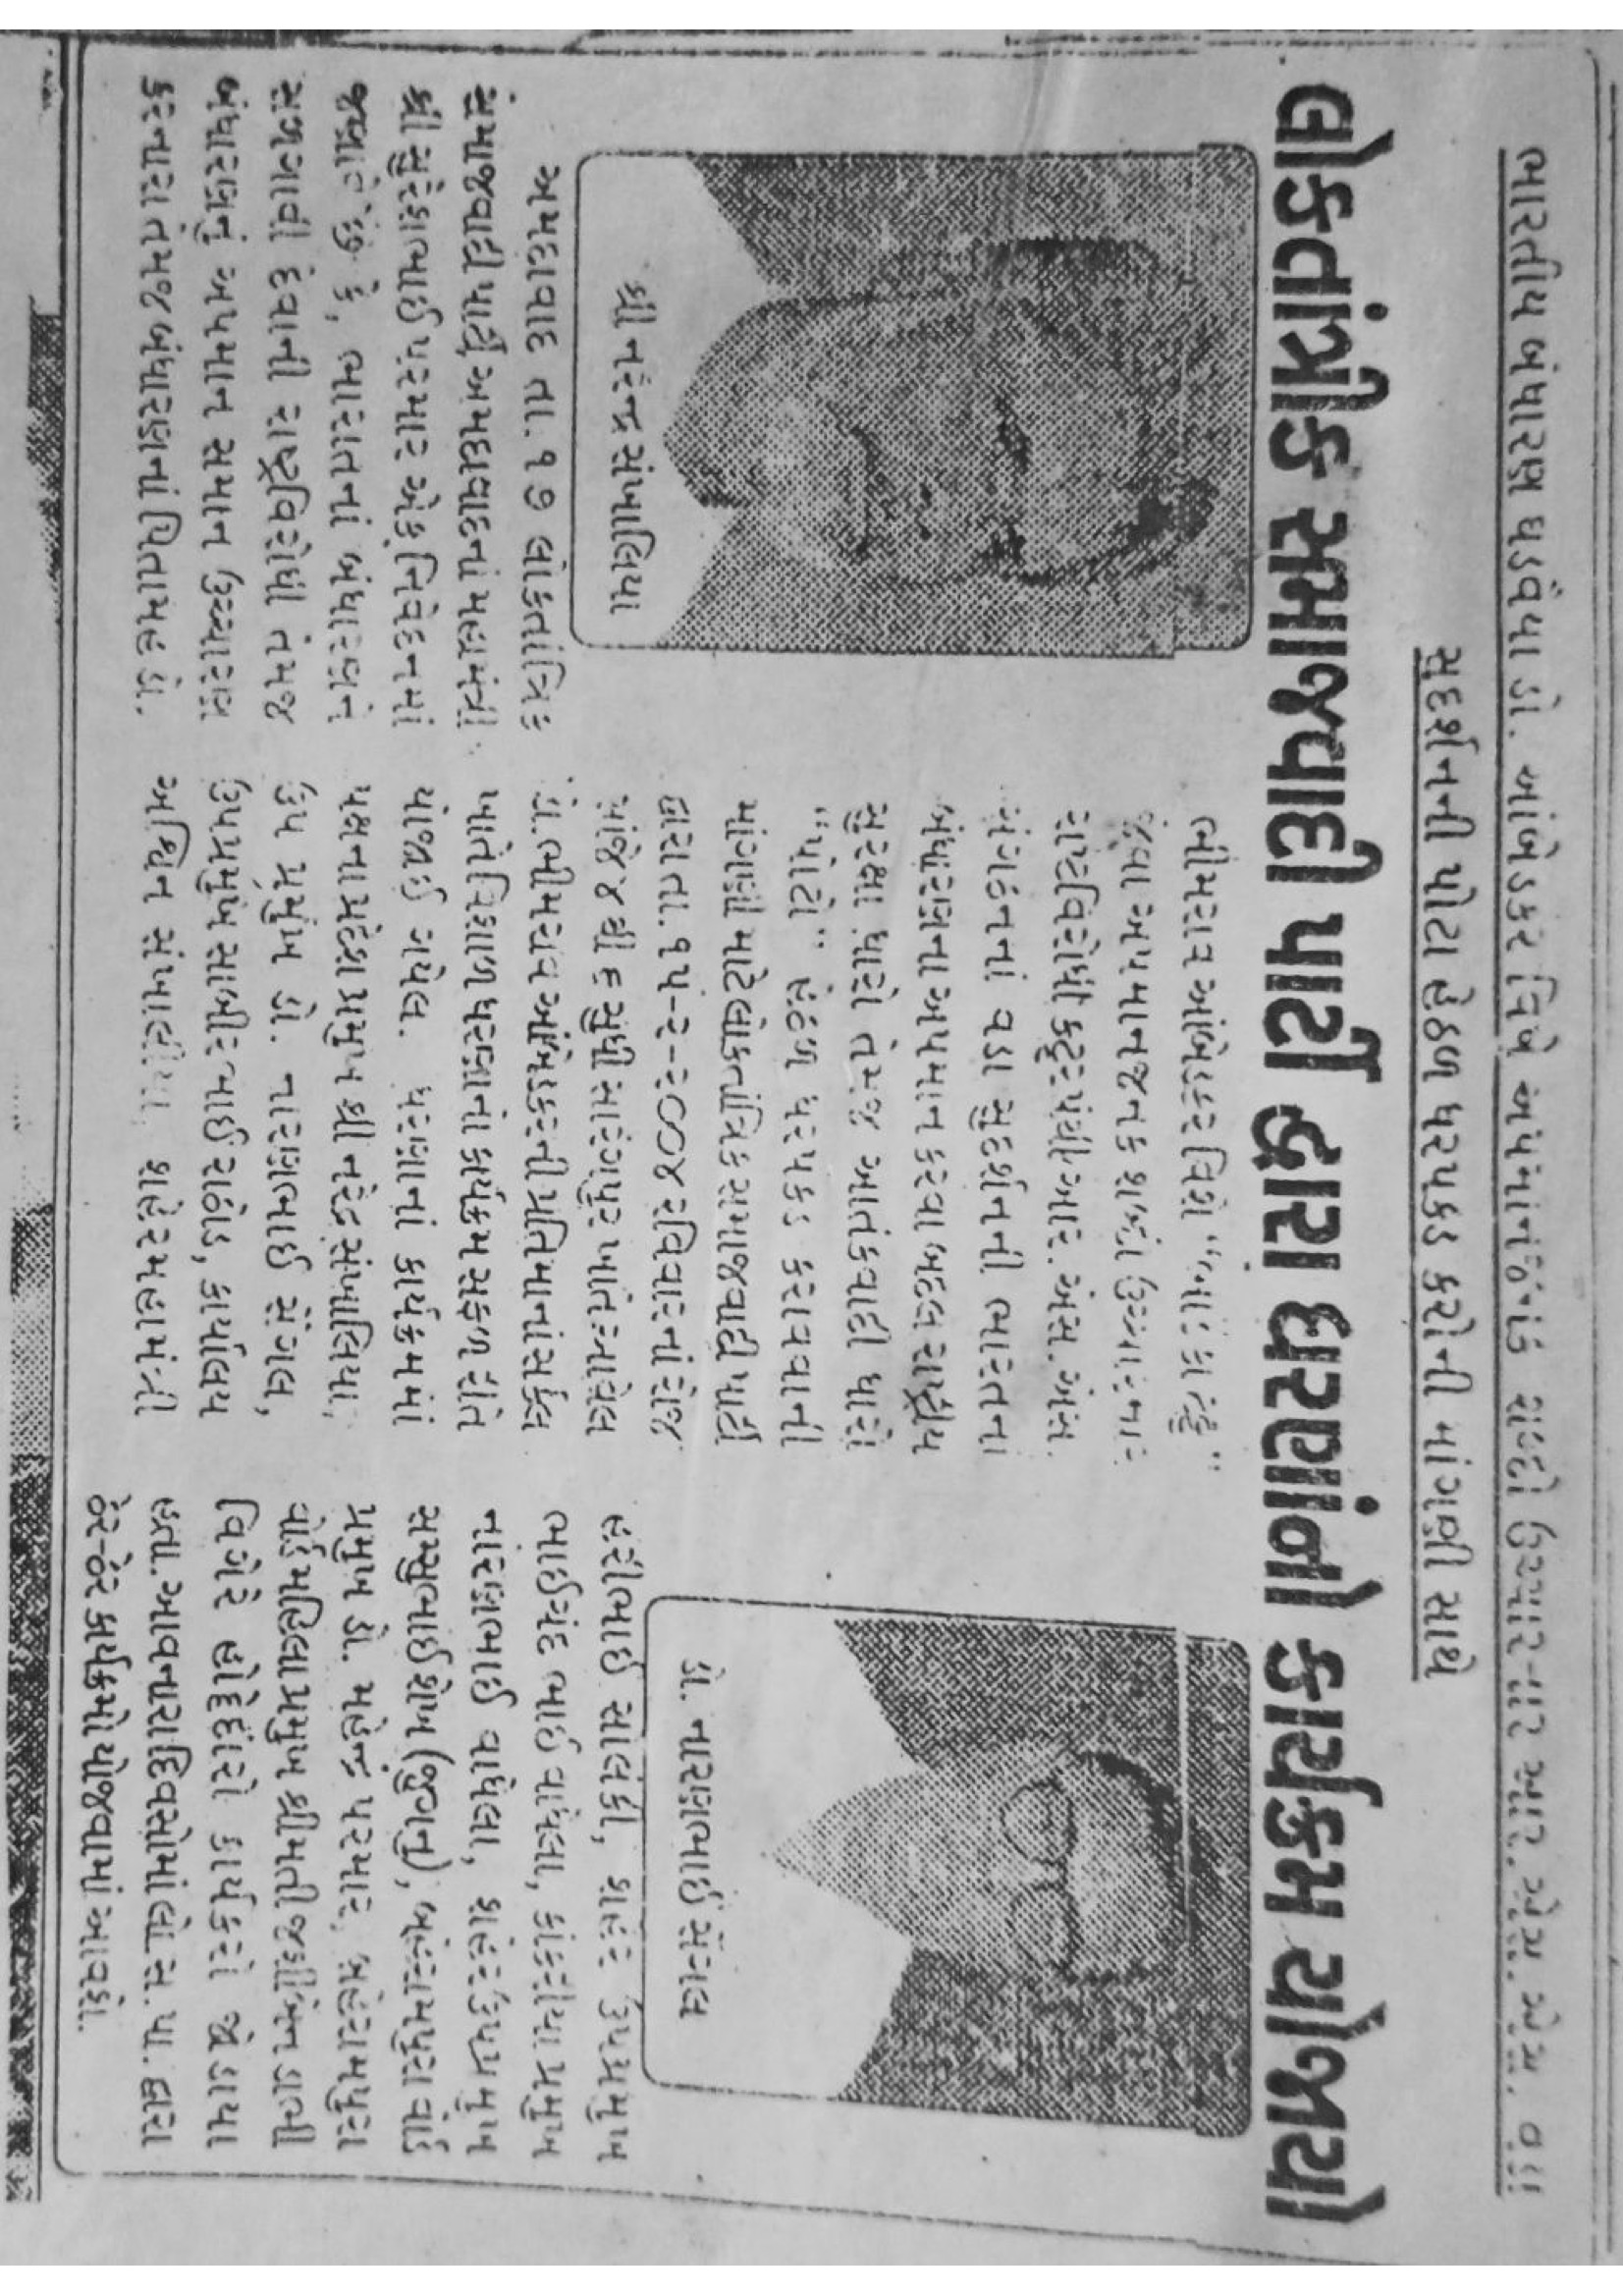 ભારતીય બંધારણ ઘડવૈયા ડો. આંબેડકર વિષે અપમાનજનક શબ્દો ઉચ્ચારનાર આર. એસ. એસ. વડા
સુદર્શનની પોટા હેઠળ ધરપકડ કરોની માંગણી સાથે
લોકતાંત્રીક સમાજવાદી પાર્ટી દ્વારા ધરણાંનો કાર્યક્રમ યોજાયો
શ્રી નરેન્દ્ર સંખાલિયા
અમદાવાદ તા. ૧૭ લોકતાંત્રિક
સમાજવાદી પાર્ટી, અમદાવાદનાં મહામંત્રી
શ્રી સુરેશભાઈ પરમાર એક નિવેદનમાં
જણાવે છે કે, ભારાતનાં બંધારણને
સળગાવી દેવાની રાષ્ટ્રવિરોધી તેમજ
બંધારણનું અપમાન સમાન ઉચ્ચારણ
કરનારા તેમજ બંધારણનાં પિતામહ ડો.
ભીમરાવ આંબેડકર વિશે "ભાડે કા ટટ્ટુ"
જેવા અપમાનજનક શબ્દો ઉચ્ચારનાર
રાષ્ટવિરોધી કટ્ટરપંથી આર. એસ. એસ.
સંગઠનનાં વડા સુદર્શનની ભારતના
બંધારણના અપમાન કરવા બદલ રાષ્ટ્રીય
સુરક્ષા ધારો તેમજ આતંકવાદી ધારો
"પોટો" હેઠળ ધરપકડ કરાવવાની
માંગણી માટે લોકતાંત્રિક સમાજવાદી પાર્ટી
દ્વારા તા. ૧૫-૨-૨૦૦૪ રવિવારનાં રોજ
સાંજે ૪ થી ૬ સુધી સારંગપુર ખાતે આવેલ
ડો. ભીમરાવ આંબેડકરની પ્રતિમાનાં સર્કલ
ખાતે વિશાળ ધરણાનો કાર્યક્રમ સફળ રીતે
યોજાઈ ગયેલ. ધરણાનાં કાર્યક્રમમાં
પક્ષના પ્રદેશ પ્રમુખ શ્રી નરેદ્ર સંખાલિયા,
ઉપ પ્રમુખ ડો. નારણભાઈ સેંગલ,
ઉપપ્રમુખ સાબીરભાઈ રાઠોડ, કાર્યાલય
અશ્વિન સંખાલીયા, શહેરમહામંત્રી
ડો. નારણભાઈ સેંગલ
હરીભાઈ સોલંકી, શહેર ઉપપ્રમુખ
ભાઈચંદ ભાઈ વાઘેલા, કાંકરીયા પ્રમુખ
નારણભાઈ વાઘેલા, શહેરઉપપ્રમુખ
સમ્સુભાઈ શેખ (જુગનુ), બહેરામપુરા વોર્ડ
પ્રમુખ ડો. મહેન્દ્ર પરમાર, બહેરામપુરા
વોર્ડ મહિલા પ્રમુખ શ્રીમતી જશીબેન ડાભી
વિગેરે હોદ્દેદારો કાર્યકરો જોડાયા
હતા. આવનારા દિવસોમાં લો. સ. પા. દ્વારા
ઠેર-ઠેર કાર્યક્રમો યોજવામાં આવશે.